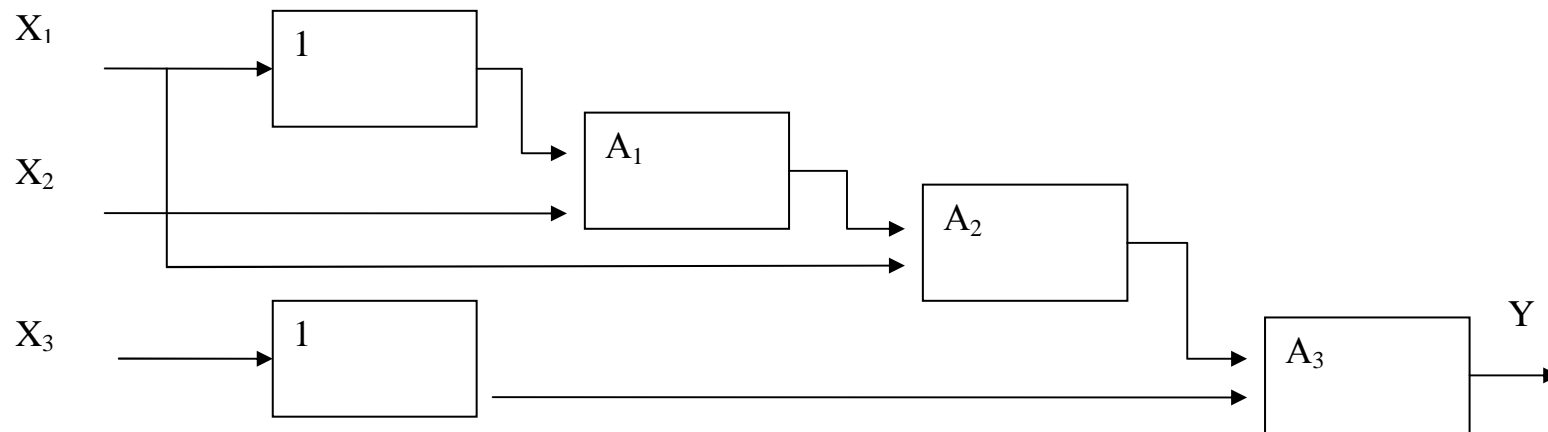 X₁
1
A₁
X₂
A₂
X₃
1
Y
A₃